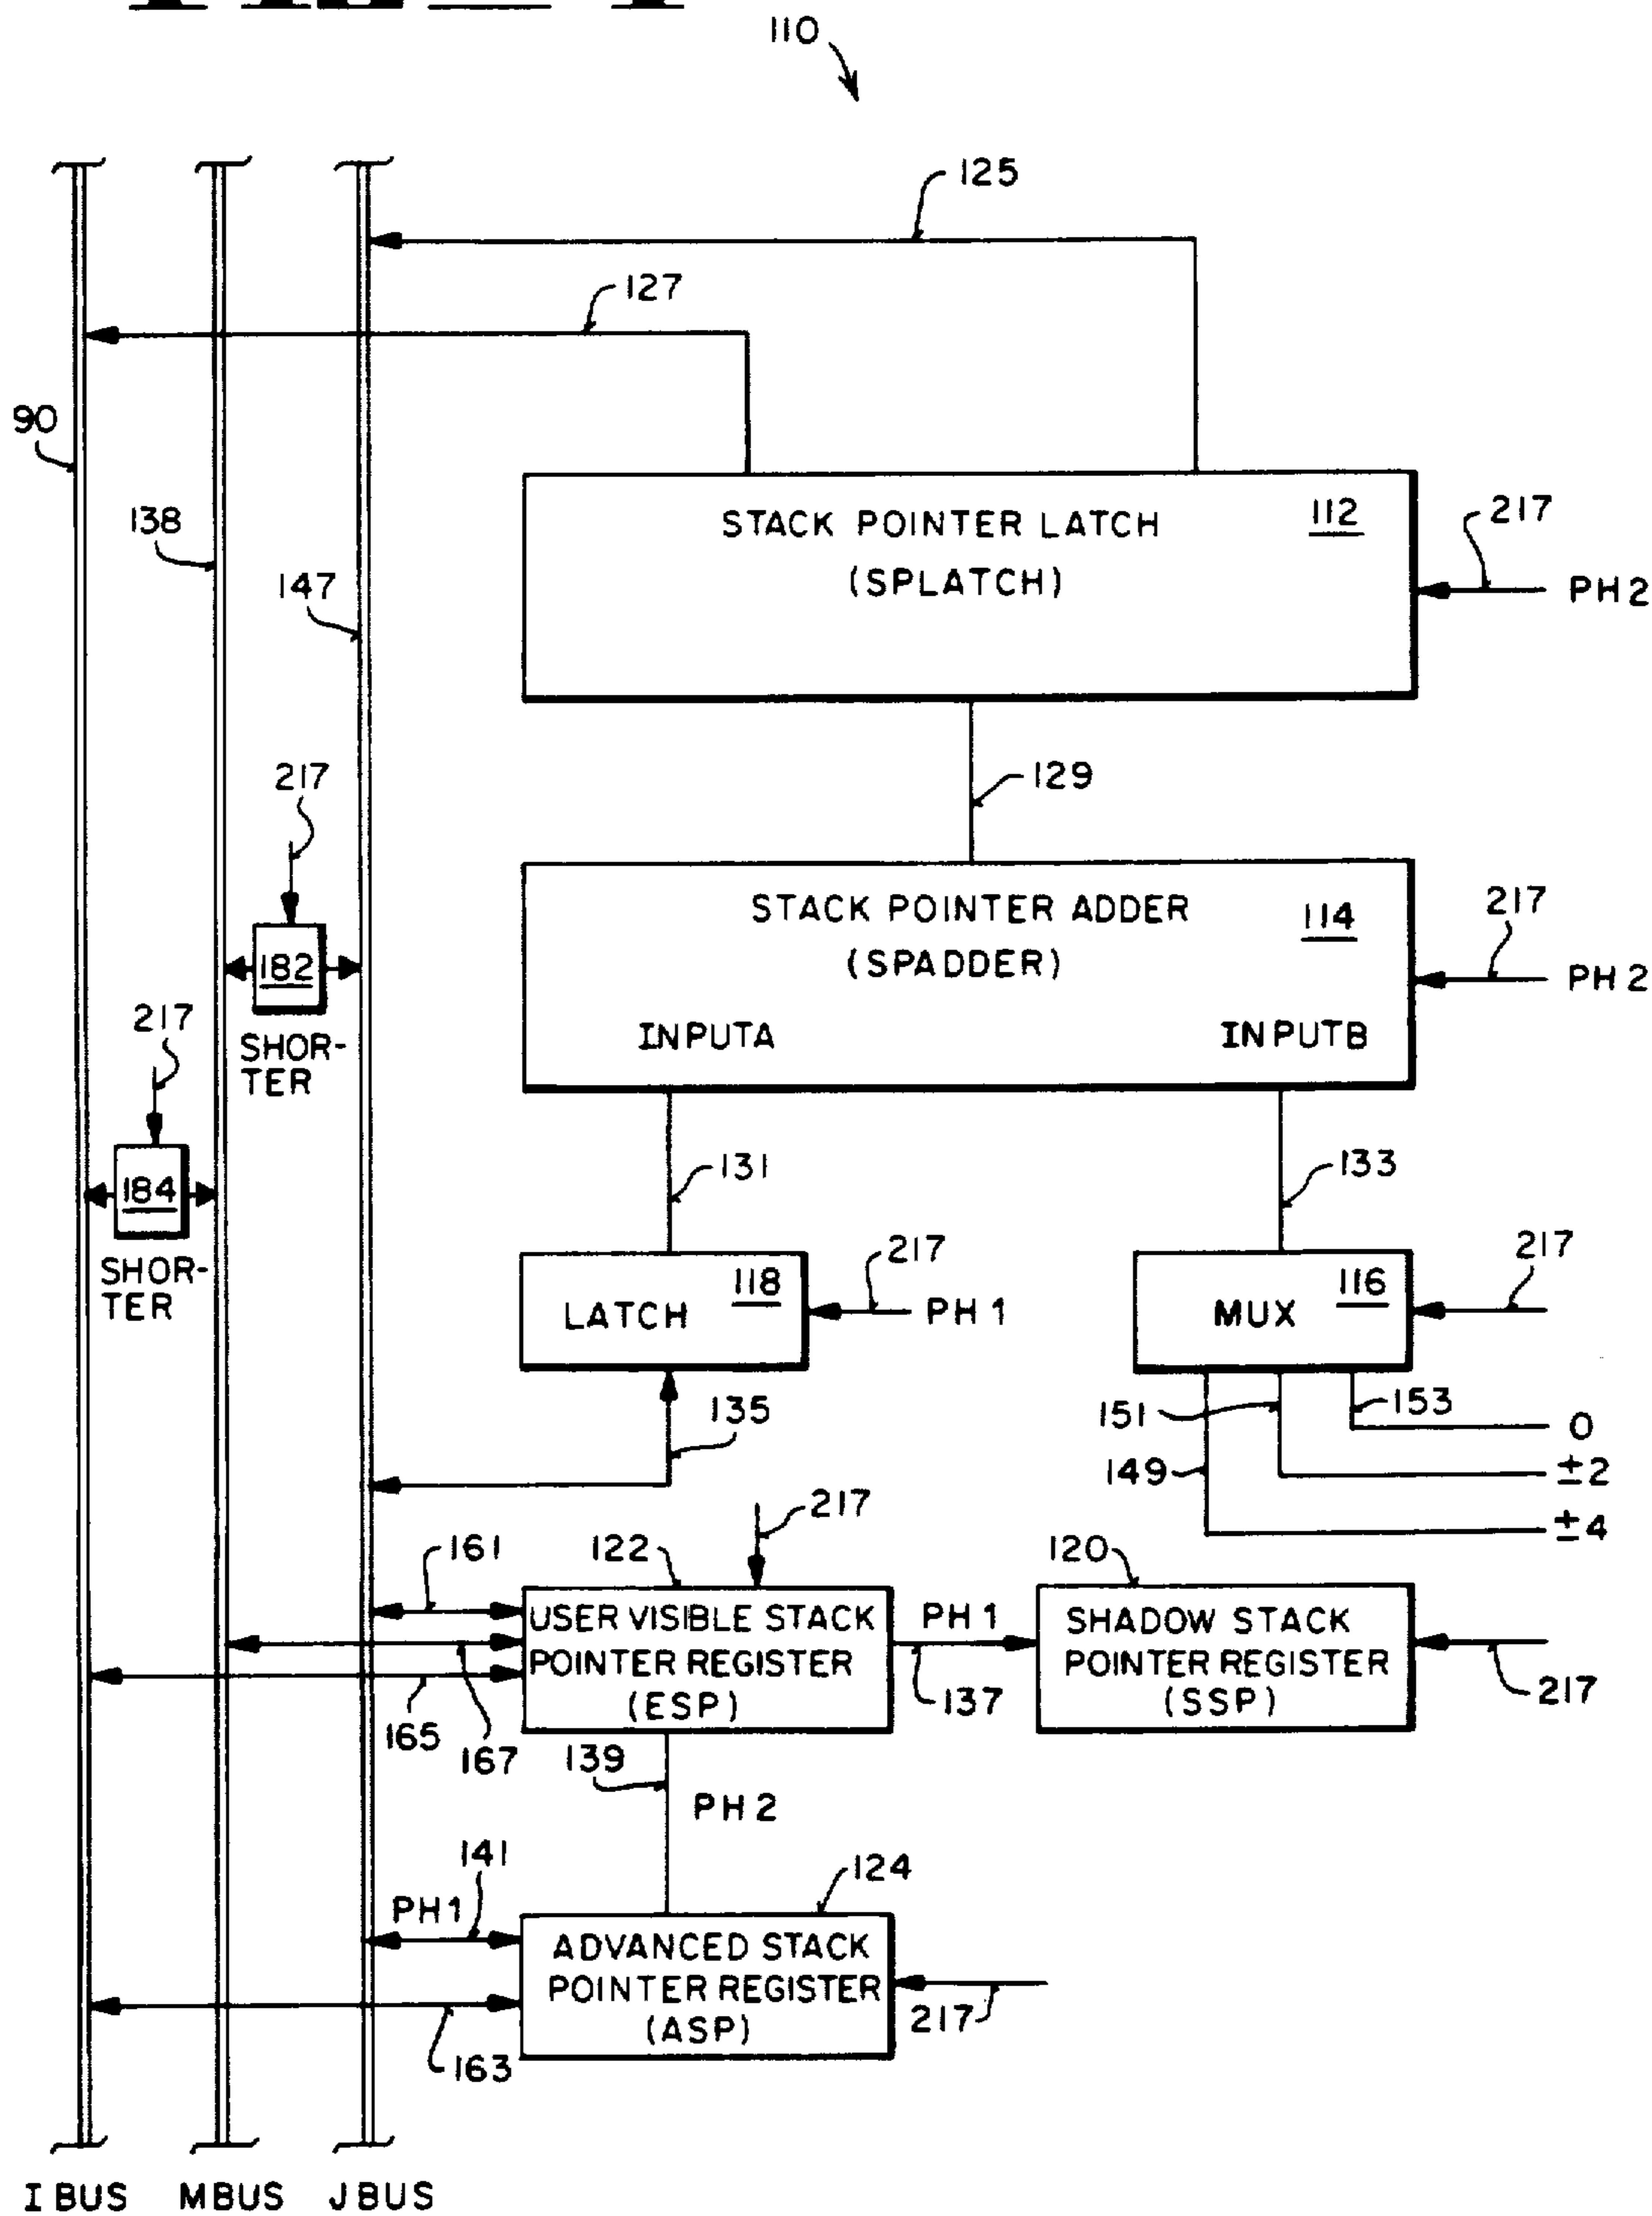 110
125
127
90
138
147
STACK POINTER LATCH 112
(SPLATCH)
217
PH2
129
217
182
SHOR-
TER
217
184
SHOR-
TER
STACK POINTER ADDER 114
(SPADDER)
INPUTA INPUTB
217
PH2
131
133
LATCH 118
217
PH1
MUX 116
217
135
151
153
0
149
±2
±4
217
161
122
120
USER VISIBLE STACK
POINTER REGISTER
(ESP)
PH1
137
SHADOW STACK
POINTER REGISTER
(SSP)
217
165
167
139
PH2
141
PH1
124
ADVANCED STACK
POINTER REGISTER
(ASP)
217
163
I BUS MBUS JBUS